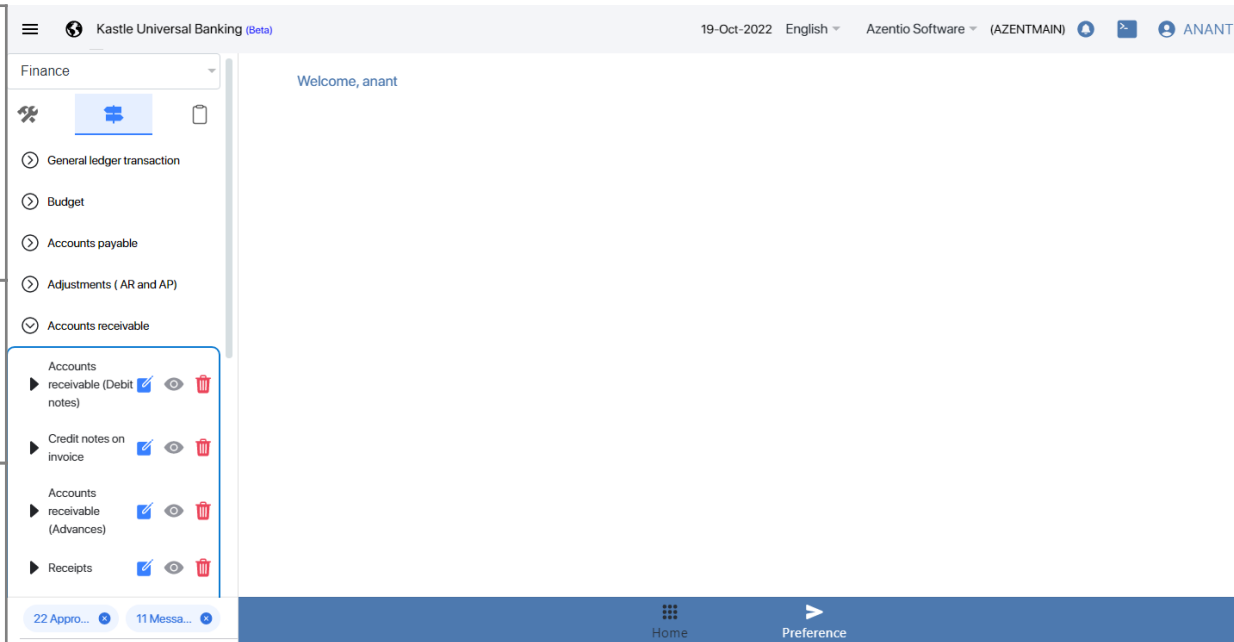 Kastle Universal Banking (Beta)
19-Oct-2022 English Azentio Software (AZENTMAIN) ANANT
Finance
Welcome, anant
General ledger transaction
Budget
Accounts payable
Adjustments ( AR and AP)
Accounts receivable
Accounts
receivable (Debit
notes)
Credit notes on
invoice
Accounts
receivable
(Advances)
Receipts
22 Appro... 11 Messa...
Home
Preference